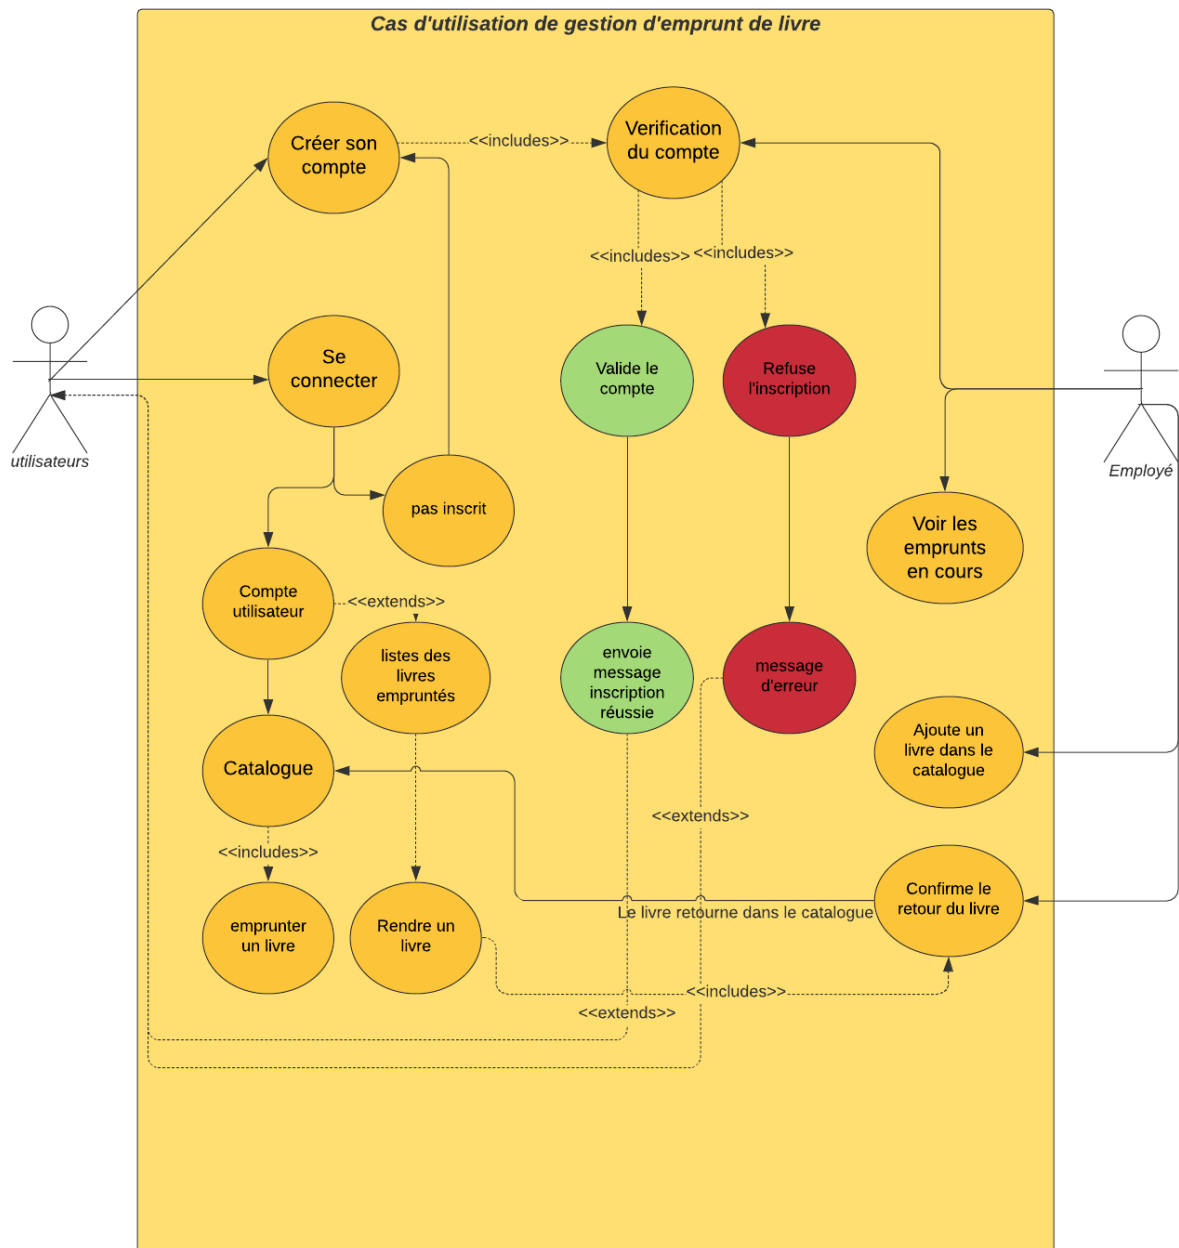 Cas d'utilisation de gestion d'emprunt de livre
Créer son
compte
<<includes>>
Verification
du compte
<<includes>>
<<includes>>
Se
connecter
Valide le
compte
Refuse
l'inscription
utilisateurs
Employé
pas inscrit
Voir les
emprunts
en cours
Compte
utilisateur
<<extends>>
listes des
livres
empruntés
envoie
message
inscription
réussie
message
d'erreur
Ajoute un
livre dans le
catalogue
Catalogue
<<extends>>
<<includes>>
Confirme le
retour du livre
Le livre retourne dans le catalogue
emprunter
un livre
Rendre un
livre
<<includes>>
<<extends>>